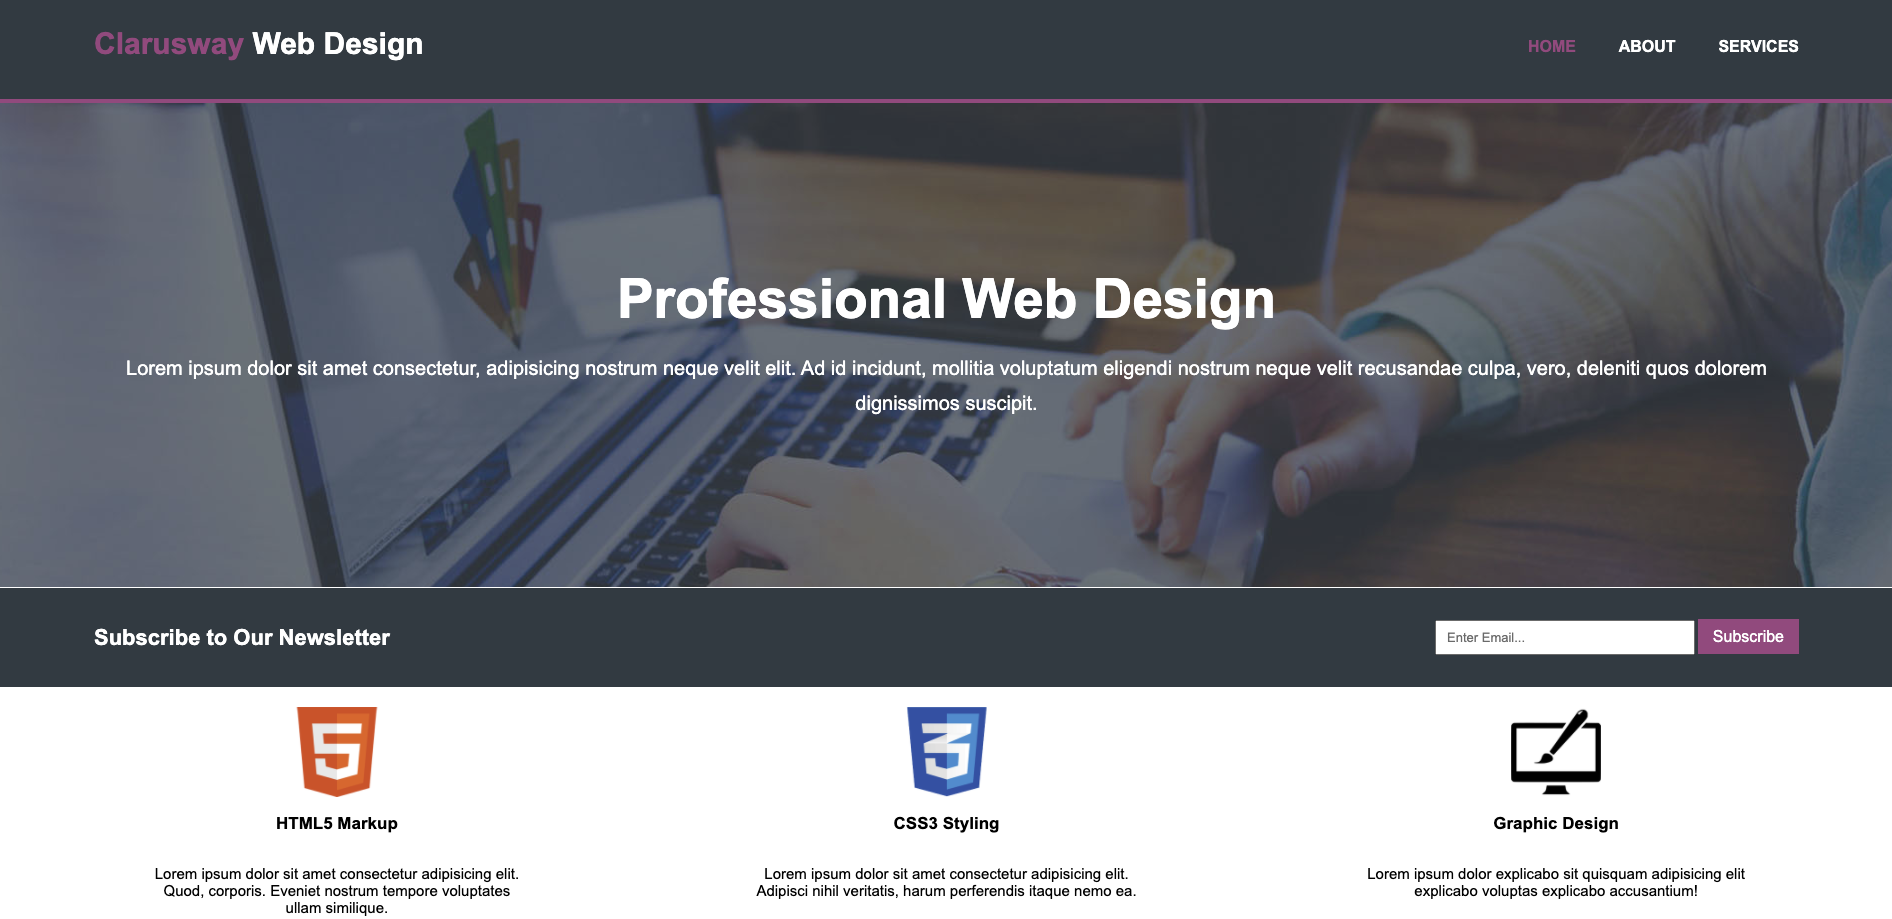 Clarusway Web Design
HOME ABOUT SERVICES
Professional Web Design
Lorem ipsum dolor sit amet consectetur, adipisicing nostrum neque velit elit. Ad id incidunt, mollitia voluptatum eligendi nostrum neque velit recusandae culpa, vero, deleniti quos dolorem
dignissimos suscipit.
Subscribe to Our Newsletter
Enter Email...
Subscribe
HTML5 Markup
Lorem ipsum dolor sit amet consectetur adipisicing elit.
Quod, corporis. Eveniet nostrum tempore voluptates
ullam similique.
CSS3 Styling
Lorem ipsum dolor sit amet consectetur adipisicing elit.
Adipisci nihil veritatis, harum perferendis itaque nemo ea.
Graphic Design
Lorem ipsum dolor explicabo sit quisquam adipisicing elit
explicabo voluptas explicabo accusantium!